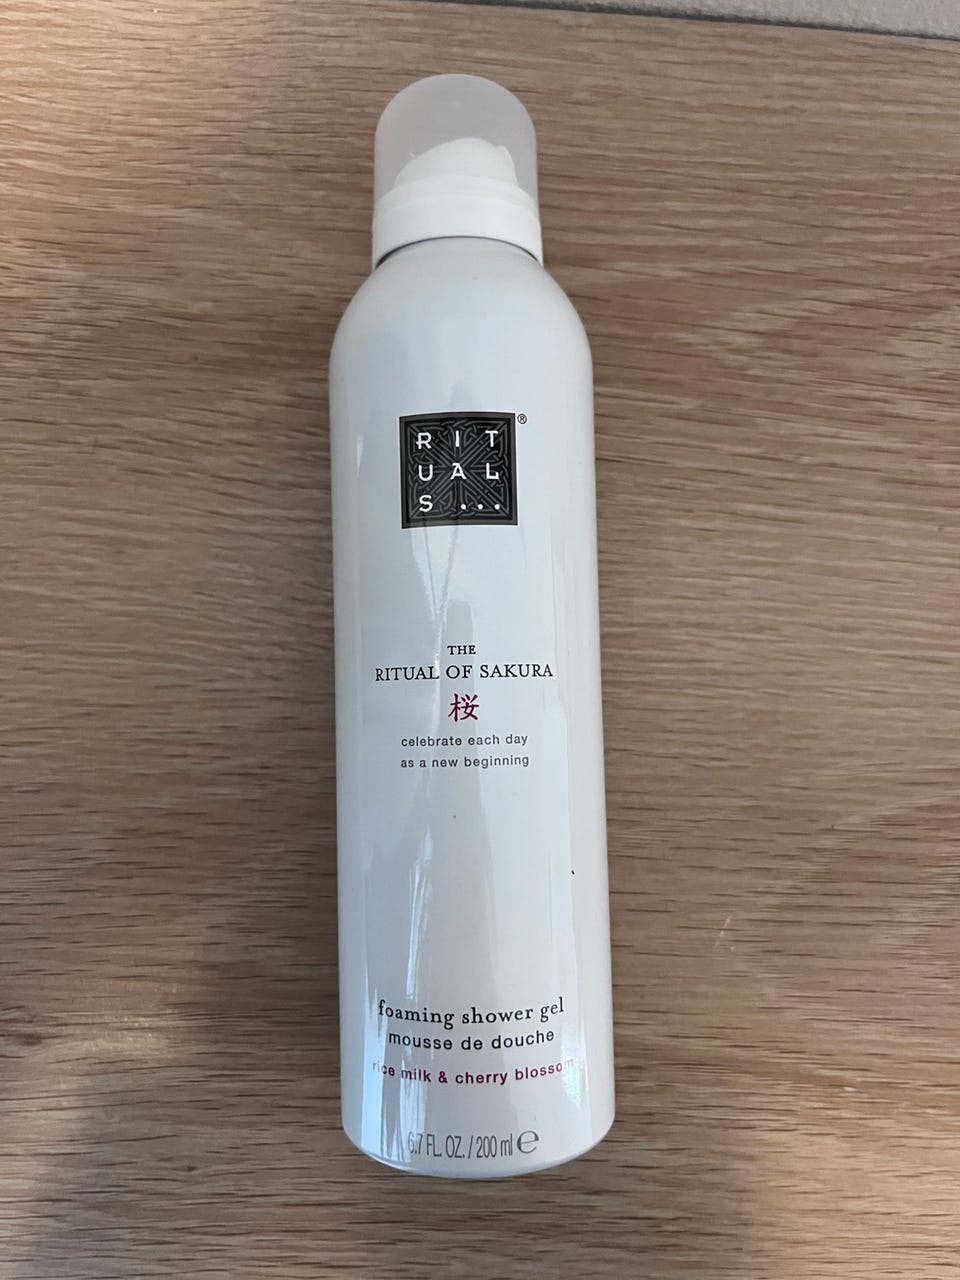 RIT
UAL
S...
®
THE
RITUAL OF SAKURA
桜
celebrate each day
as a new beginning
foaming shower gel
mousse de douche
rice milk & cherry blossom
6.7 FL. OZ. / 200 ml ℮